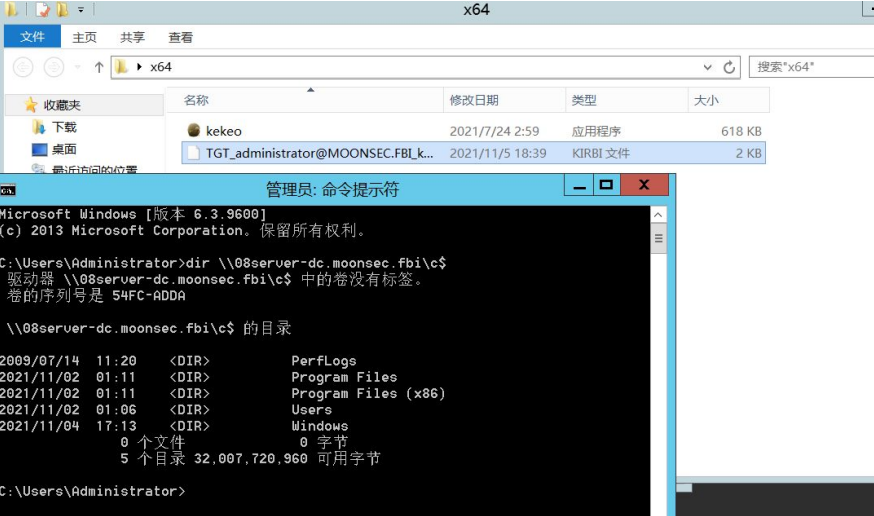 x64
文件 主页 共享 查看
x64 搜索"x64"
收藏夹
下载
桌面
最近访问的位置
名称 修改日期 类型 大小
kekeo 2021/7/24 2:59 应用程序 618 KB
TGT_administrator@MOONSEC.FBI_k... 2021/11/5 18:39 KIRBI 文件 2 KB
管理员: 命令提示符
Microsoft Windows [版本 6.3.9600]
(c) 2013 Microsoft Corporation。保留所有权利。
C:\Users\Administrator>dir \\08server-dc.moonsec.fbi\c$
驱动器 \\08server-dc.moonsec.fbi\c$ 中的卷没有标签。
卷的序列号是 54FC-ADDA
\\08server-dc.moonsec.fbi\c$ 的目录
2009/07/14 11:20 <DIR> PerfLogs
2021/11/02 01:11 <DIR> Program Files
2021/11/02 01:11 <DIR> Program Files (x86)
2021/11/02 01:06 <DIR> Users
2021/11/04 17:13 <DIR> Windows
0 个文件 0 字节
5 个目录 32,007,720,960 可用字节
C:\Users\Administrator>